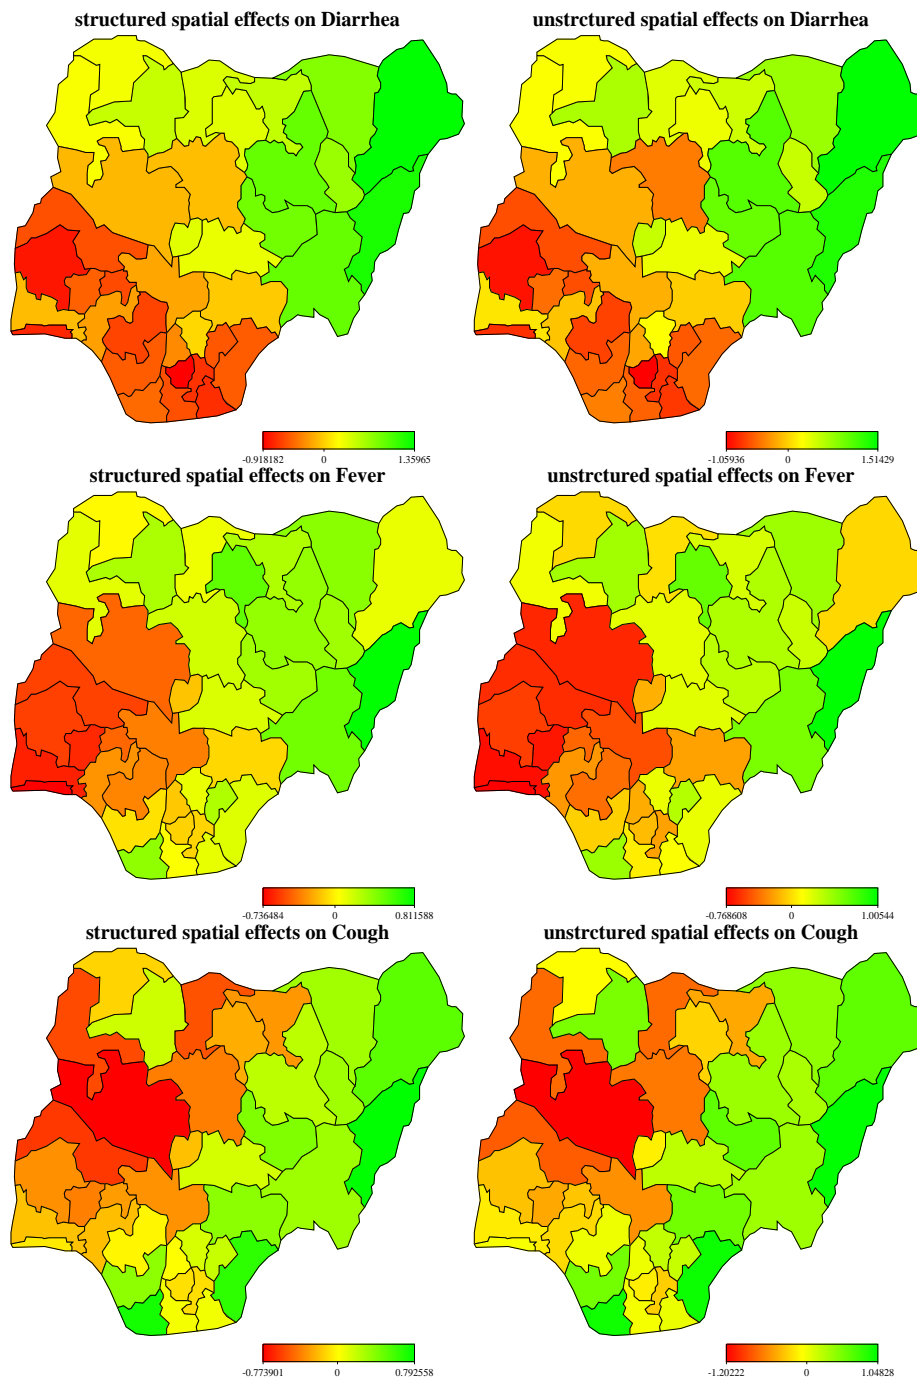 structured spatial effects on Diarrhea
unstrctured spatial effects on Diarrhea
-0.918182 0 1.35965
-1.05936 0 1.51429
structured spatial effects on Fever
unstrctured spatial effects on Fever
-0.736484 0 0.811588
-0.768608 0 1.00544
structured spatial effects on Cough
unstrctured spatial effects on Cough
-0.773901 0 0.792558
-1.20222 0 1.04828